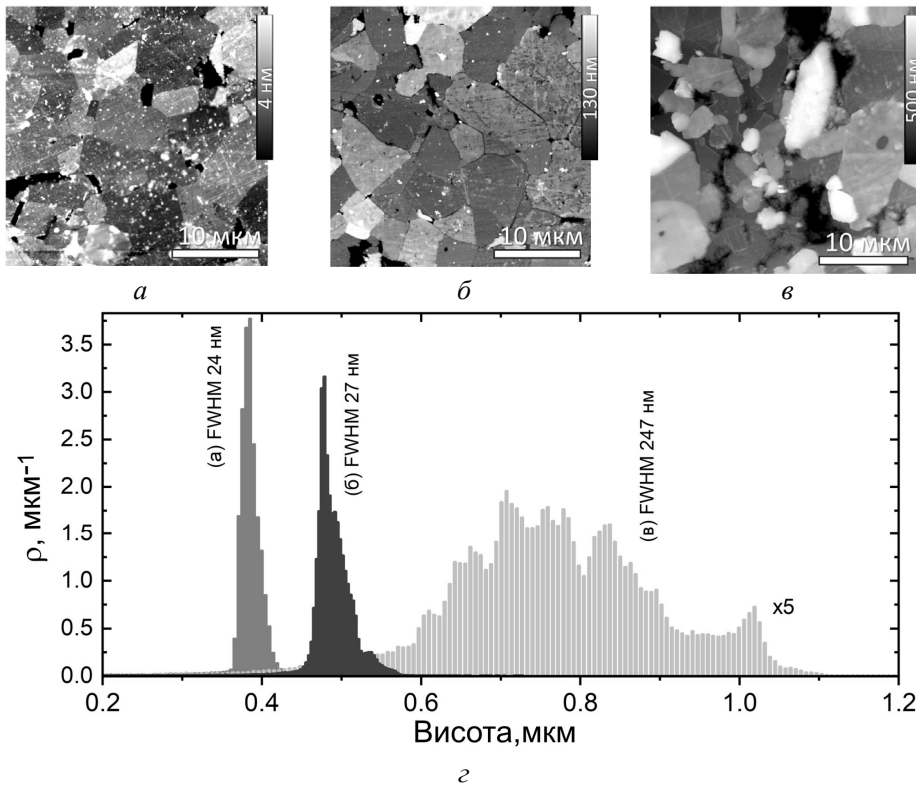 4 нм
10 мкм
130 нм
10 мкм
500 нм
10 мкм
а
б
в
ρ, мкм⁻¹
3.5
3.0
2.5
2.0
1.5
1.0
0.5
0.0
(а) FWHM 24 нм
(б) FWHM 27 нм
(в) FWHM 247 нм
x5
0.2 0.4 0.6 0.8 1.0 1.2
Висота,мкм
г